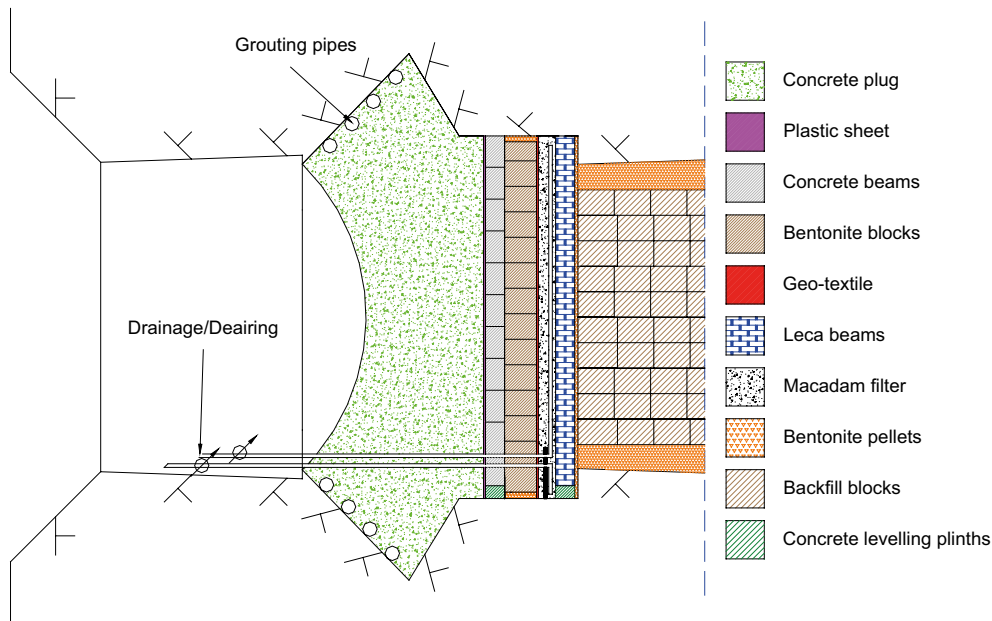 Grouting pipes
Drainage/Deairing
Concrete plug
Plastic sheet
Concrete beams
Bentonite blocks
Geo-textile
Leca beams
Macadam filter
Bentonite pellets
Backfill blocks
Concrete levelling plinths